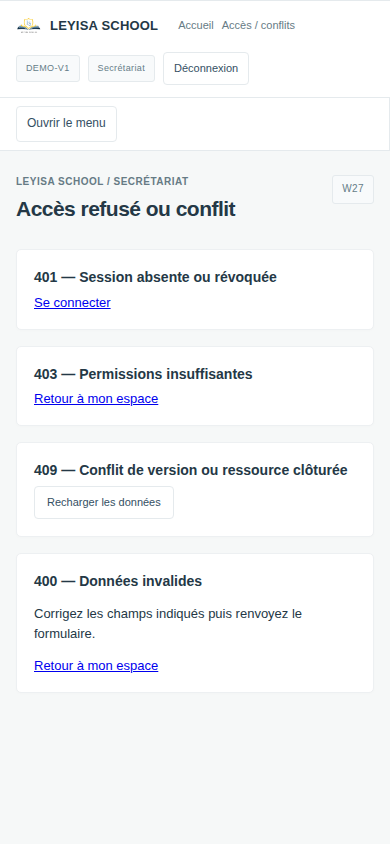 LEYISA SCHOOL Accueil Accès / conflits
DEMO-V1 Secrétariat Déconnexion
Ouvrir le menu
LEYISA SCHOOL / SECRÉTARIAT W27
Accès refusé ou conflit
401 — Session absente ou révoquée
Se connecter
403 — Permissions insuffisantes
Retour à mon espace
409 — Conflit de version ou ressource clôturée
Recharger les données
400 — Données invalides
Corrigez les champs indiqués puis renvoyez le
formulaire.
Retour à mon espace